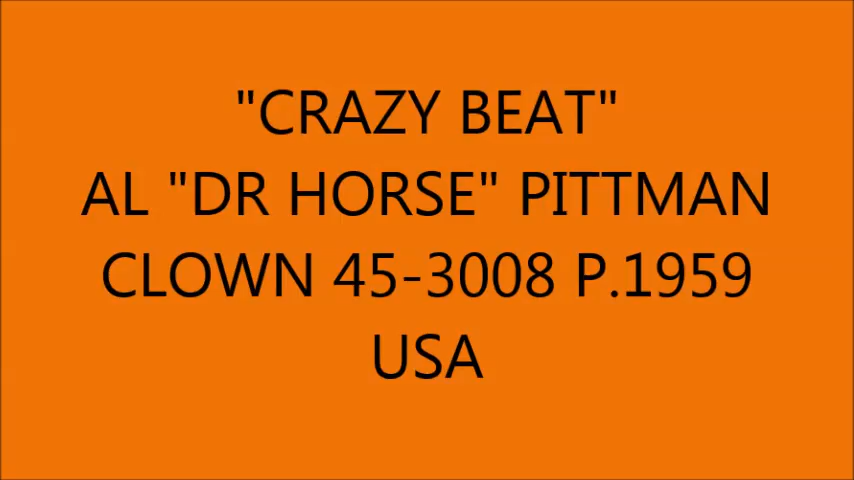 "CRAZY BEAT"
AL "DR HORSE" PITTMAN
CLOWN 45-3008 P.1959
USA